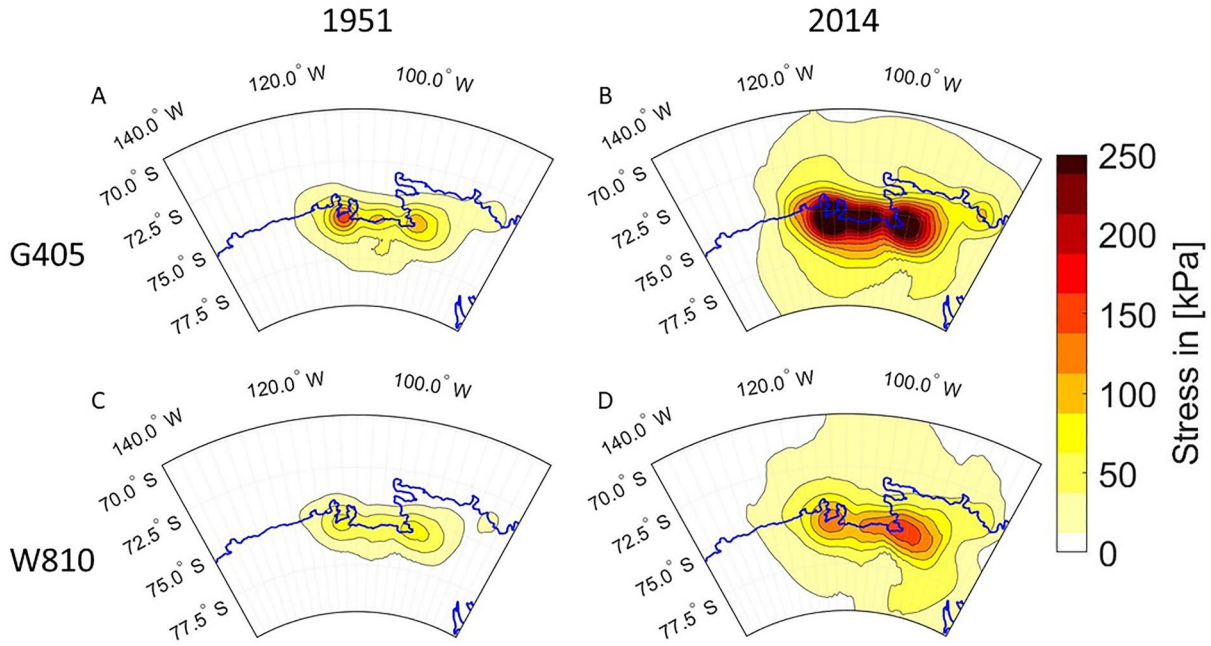 1951 2014
A 120.0° W 100.0° W
140.0° W
70.0° S
72.5° S
75.0° S
77.5° S
B 120.0° W 100.0° W
140.0° W
70.0° S
72.5° S
75.0° S
77.5° S
G405
C 120.0° W 100.0° W
140.0° W
70.0° S
72.5° S
75.0° S
77.5° S
D 120.0° W 100.0° W
140.0° W
70.0° S
72.5° S
75.0° S
77.5° S
W810
250
200
150
100
50
0
Stress in [kPa]